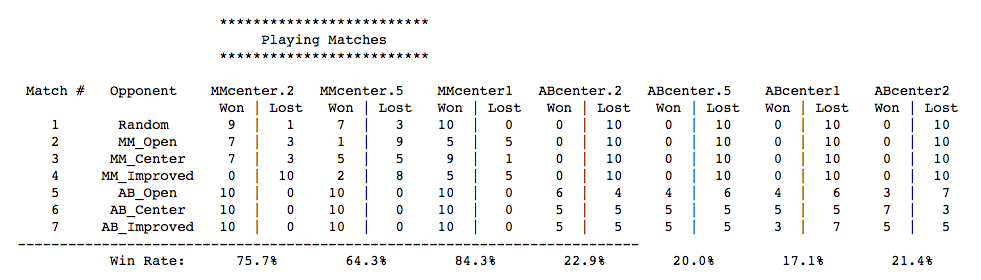 *************************
Playing Matches
*************************
Match # Opponent MMcenter.2 MMcenter.5 MMcenter1 ABcenter.2 ABcenter.5 ABcenter1 ABcenter2
Won | Lost Won | Lost Won | Lost Won | Lost Won | Lost Won | Lost Won | Lost
1 Random 9 | 1 7 | 3 10 | 0 0 | 10 0 | 10 0 | 10 0 | 10
2 MM_Open 7 | 3 1 | 9 5 | 5 0 | 10 0 | 10 0 | 10 0 | 10
3 MM_Center 7 | 3 5 | 5 9 | 1 0 | 10 0 | 10 0 | 10 0 | 10
4 MM_Improved 0 | 10 2 | 8 5 | 5 0 | 10 0 | 10 0 | 10 0 | 10
5 AB_Open 10 | 0 10 | 0 10 | 0 6 | 4 4 | 6 4 | 6 3 | 7
6 AB_Center 10 | 0 10 | 0 10 | 0 5 | 5 5 | 5 5 | 5 7 | 3
7 AB_Improved 10 | 0 10 | 0 10 | 0 5 | 5 5 | 5 3 | 7 5 | 5
--------------------------------------------------------------------------
Win Rate: 75.7% 64.3% 84.3% 22.9% 20.0% 17.1% 21.4%